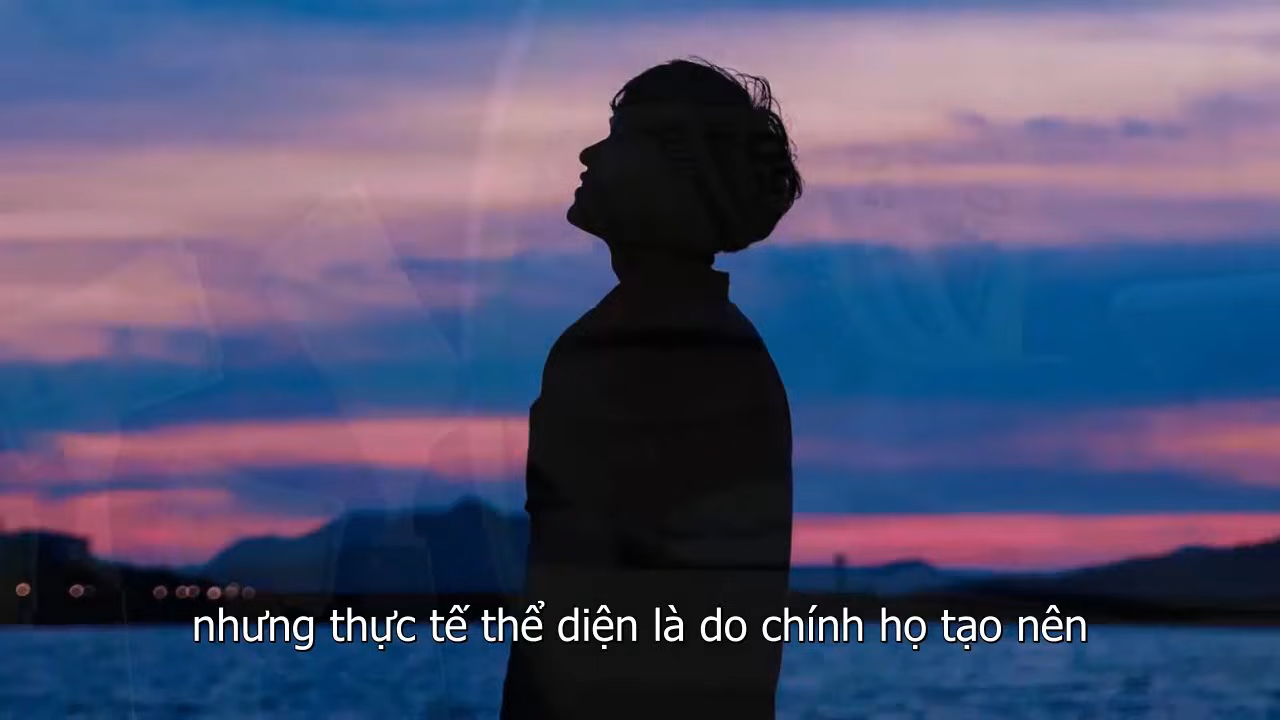 nhưng thực tế thể diện là do chính họ tạo nên